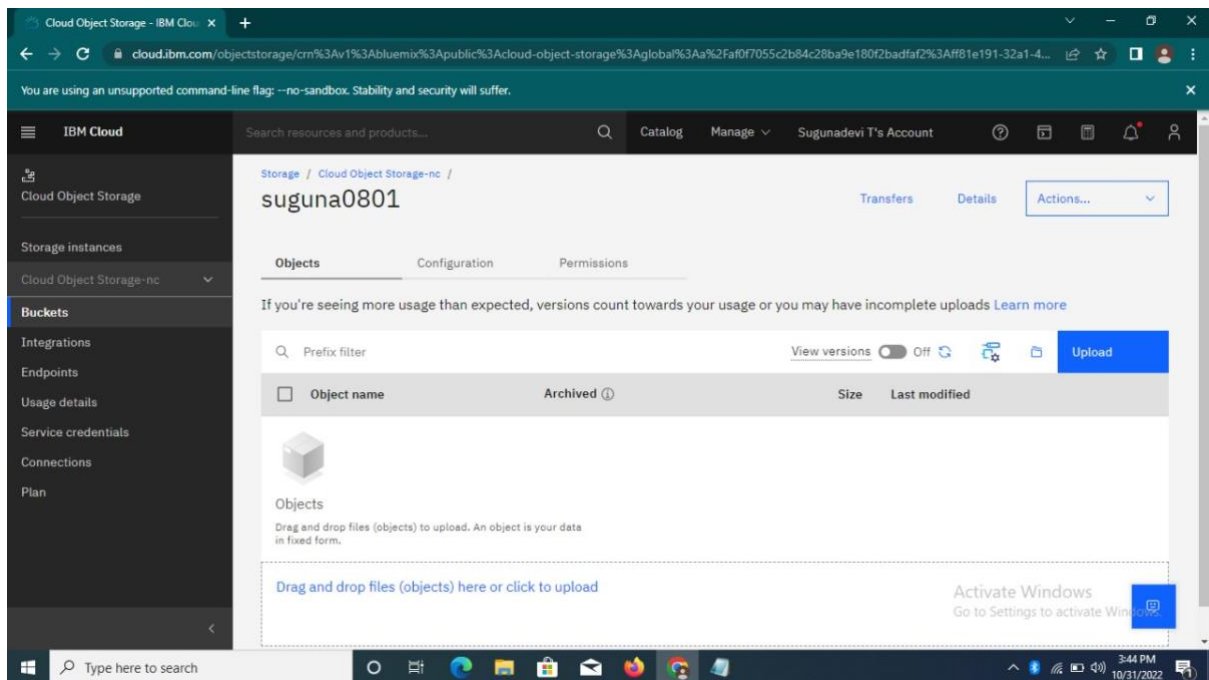 Cloud Object Storage - IBM Clou
cloud.ibm.com/objectstorage/crn%3Av1%3Abluemix%3Apublic%3Acloud-object-storage%3Aglobal%3Aa%2Faf0f7055c2b84c28ba9e180f2badfaf2%3Aff81e191-32a1-4...
You are using an unsupported command-line flag: --no-sandbox. Stability and security will suffer.
IBM Cloud
Search resources and products...
Catalog
Manage
Sugunadevi T's Account
Cloud Object Storage
Storage instances
Cloud Object Storage-nc
Buckets
Integrations
Endpoints
Usage details
Service credentials
Connections
Plan
Storage / Cloud Object Storage-nc /
suguna0801
Transfers
Details
Actions...
Objects
Configuration
Permissions
If you're seeing more usage than expected, versions count towards your usage or you may have incomplete uploads Learn more
Prefix filter
View versions
Off
Upload
Object name
Archived
Size
Last modified
Objects
Drag and drop files (objects) to upload. An object is your data
in fixed form.
Drag and drop files (objects) here or click to upload
Activate Windows
Go to Settings to activate Windows.
Type here to search
3:44 PM
10/31/2022